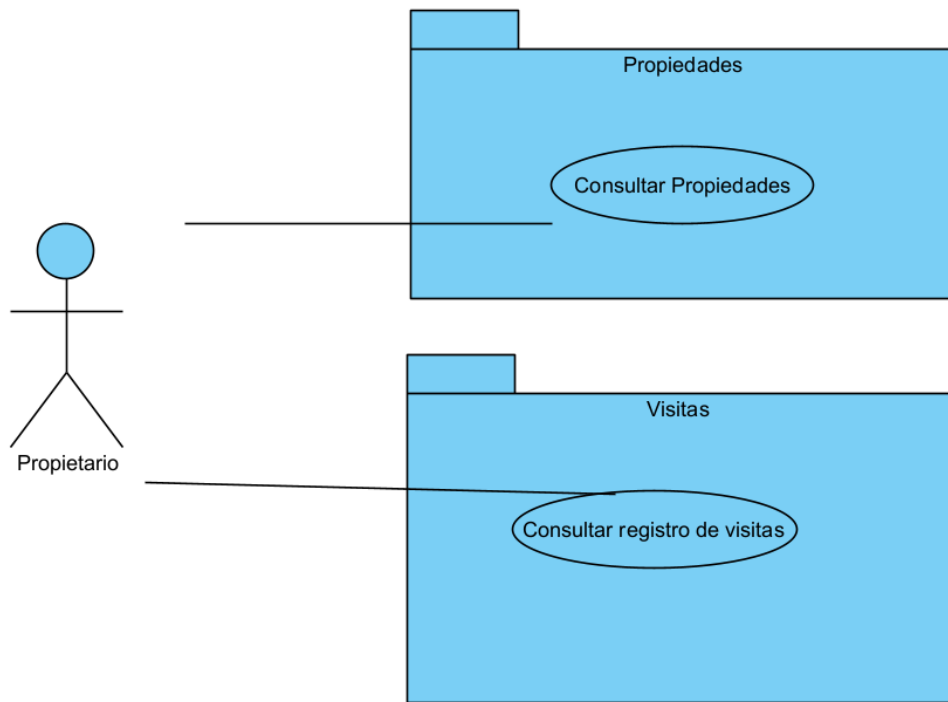 Propiedades
Consultar Propiedades
Propietario
Visitas
Consultar registro de visitas